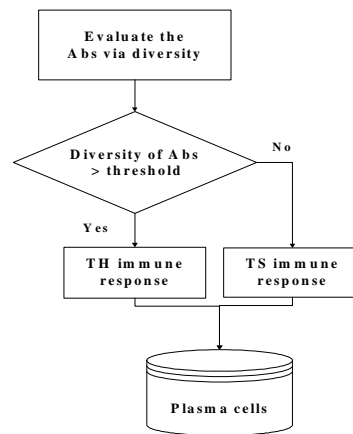 Evaluate the
Abs via diversity
Diversity of Abs
> threshold
No
Yes
TH immune
response
TS immune
response
Plasma cells